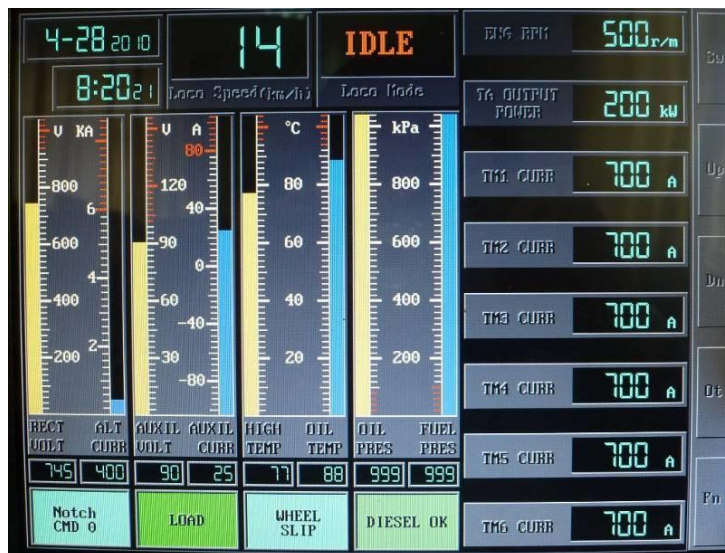 4-28 2010
8:20 21
14
Loco Speed(km/h)
IDLE
Loco Mode
V KA
800
6
600
4
400
2
200
V A
80
120
40
90
0
60
-40
30
-80
°C
80
60
40
20
kPa
800
600
400
200
RECT VOLT
ALT CURR
AUXIL VOLT
AUXIL CURR
HIGH TEMP
OIL TEMP
OIL PRES
FUEL PRES
745 400
90 25
77 88
999 999
Notch
CMD 0
LOAD
WHEEL
SLIP
DIESEL OK
ENG RPM 500 r/m
TA OUTPUT
POWER
200 kW
TM1 CURR 700 A
TM2 CURR 700 A
TM3 CURR 700 A
TM4 CURR 700 A
TM5 CURR 700 A
TM6 CURR 700 A
Sw
Up
Dn
Ot
Fn